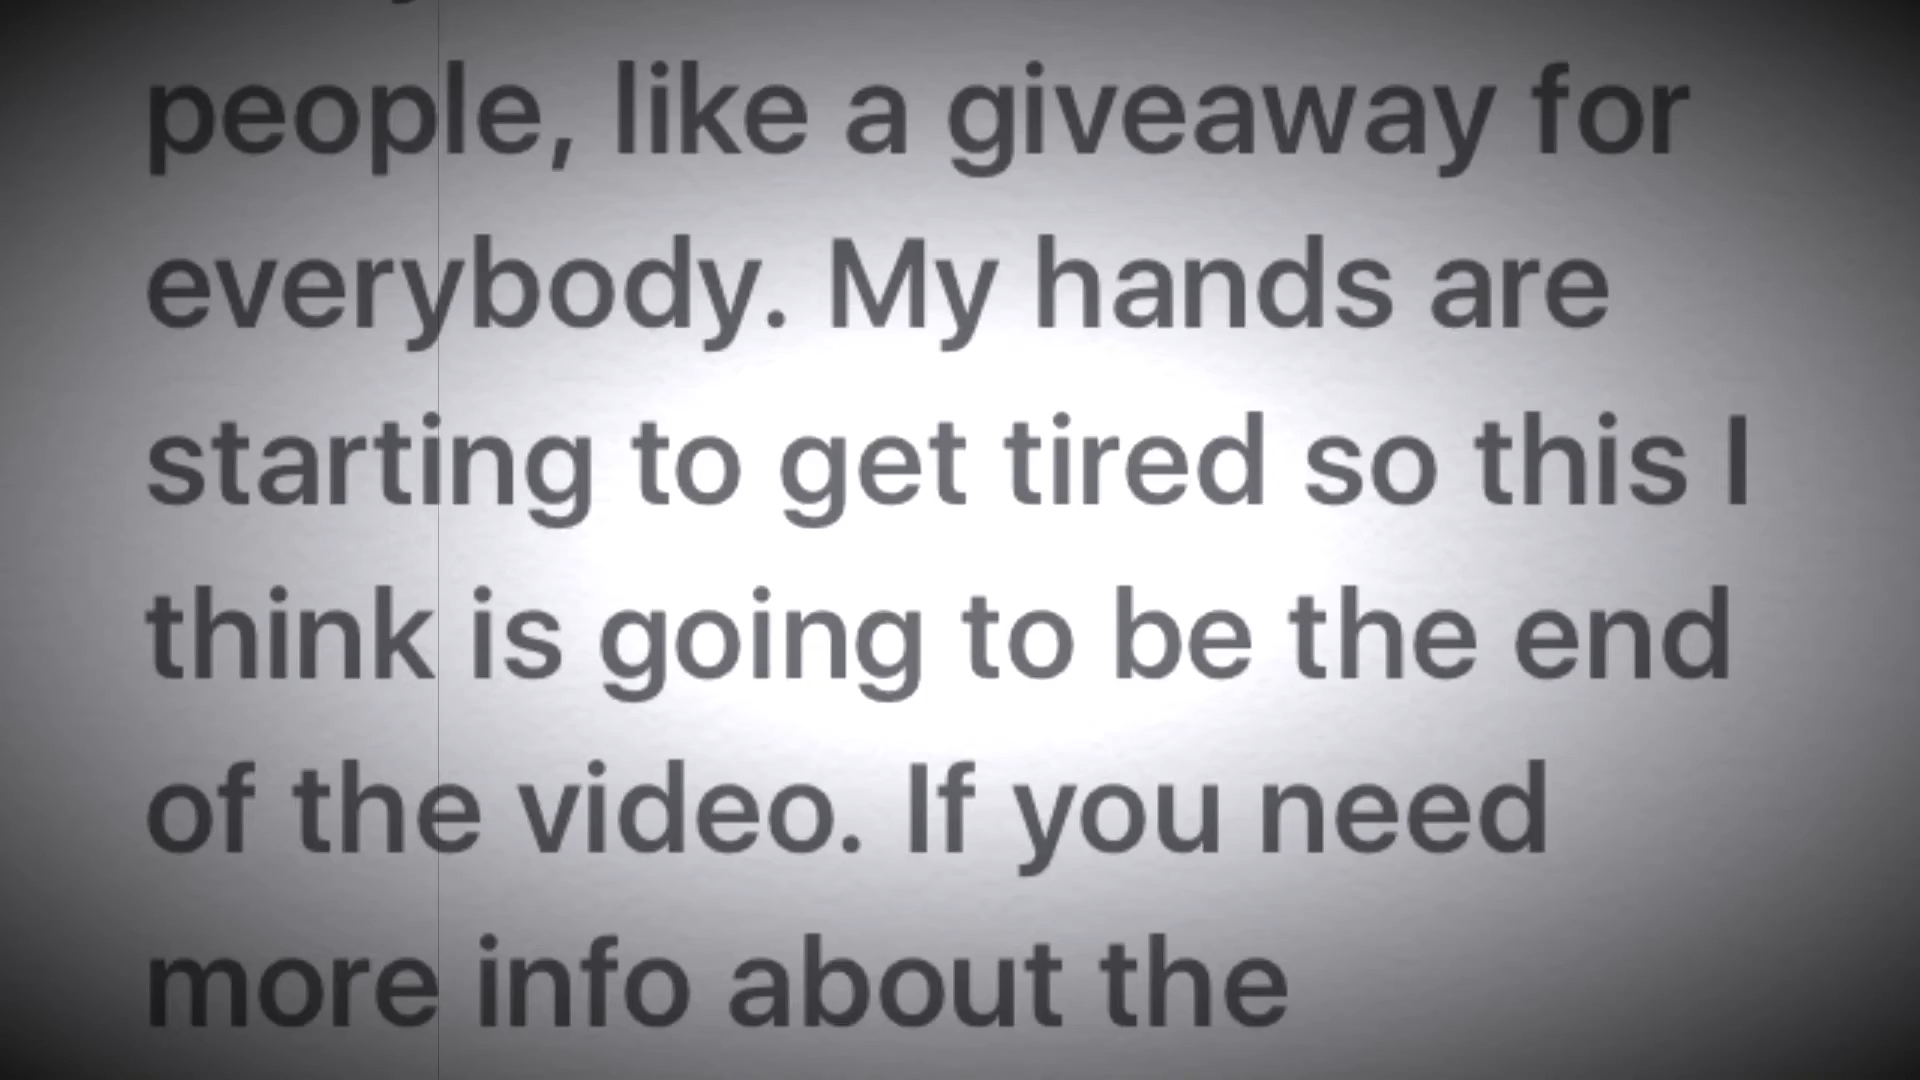 people, like a giveaway for
everybody. My hands are
starting to get tired so this I
think is going to be the end
of the video. If you need
more info about the